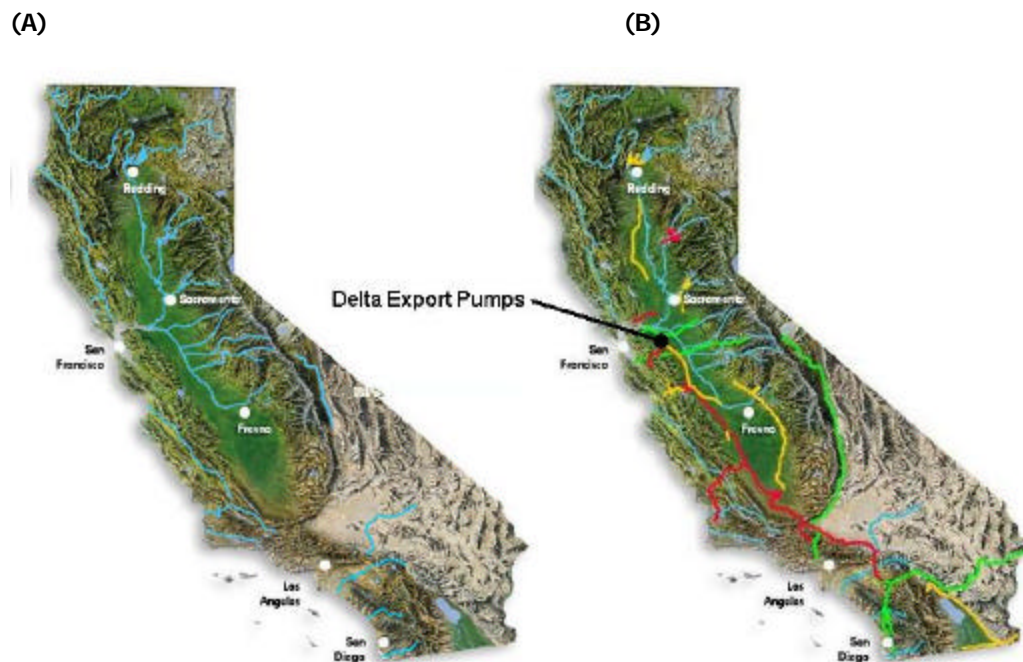 (A)
(B)
Redding
Sacramento
San
Francisco
Fresno
Los
Angeles
San
Diego
Delta Export Pumps
Redding
Sacramento
San
Francisco
Fresno
Los
Angeles
San
Diego